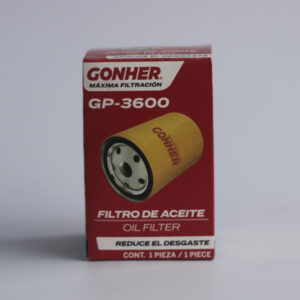 GONHER
MÁXIMA FILTRACIÓN
GP-3600
GONHER
FILTRO DE ACEITE
OIL FILTER
REDUCE EL DESGASTE
CONT. 1 PIEZA / 1 PIECE